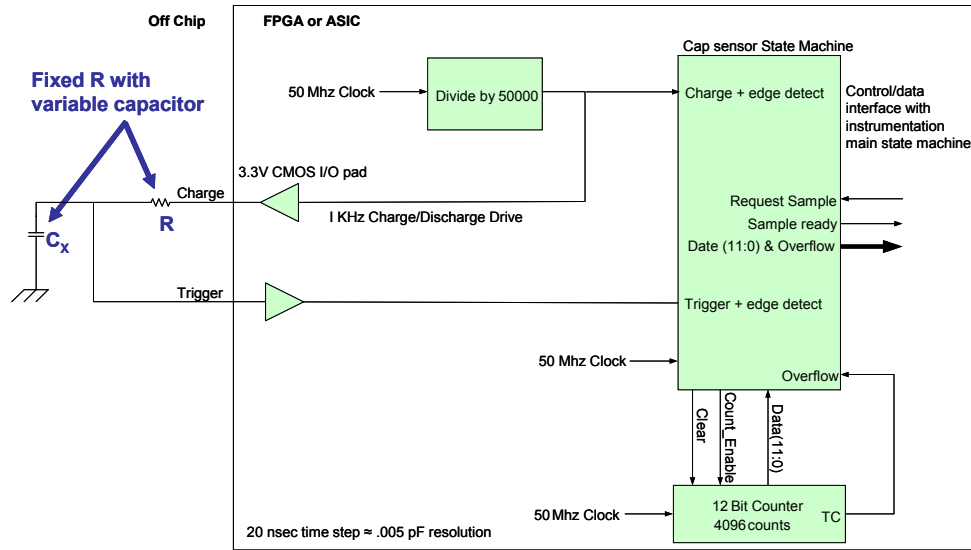 Off Chip
FPGA or ASIC
Cap sensor State Machine
Fixed R with
variable capacitor
50 Mhz Clock
Divide by 50000
Charge + edge detect
Control/data
interface with
instrumentation
main state machine
3.3V CMOS I/O pad
Charge
I KHz Charge/Discharge Drive
R
Cx
Request Sample
Sample ready
Date (11:0) & Overflow
Trigger
Trigger + edge detect
50 Mhz Clock
Overflow
Clear
Count_Enable
Data(11:0)
50 Mhz Clock
12 Bit Counter
4096 counts
TC
20 nsec time step ≈ .005 pF resolution